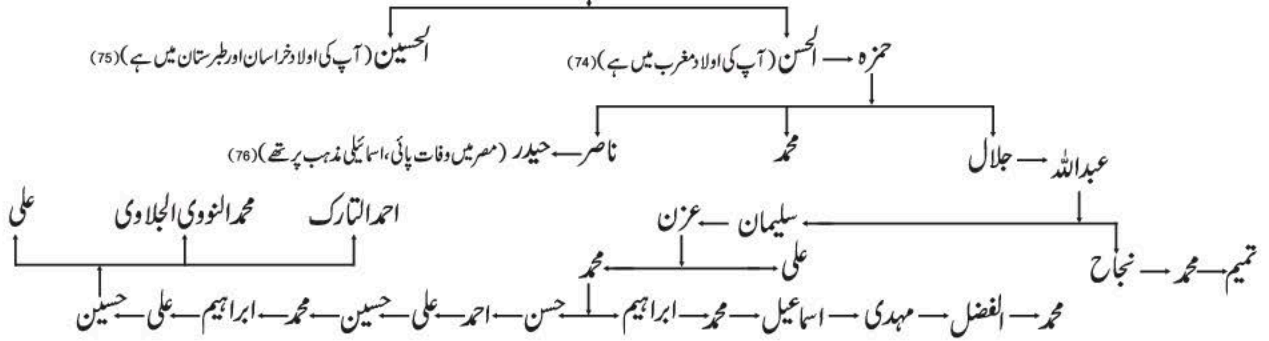 حمزہ → الحسن (آپ کی اولاد مغرب میں ہے) (74) الحسین (آپ کی اولاد خراسان اور طبرستان میں ہے) (75)
عبداللہ ← جلال محمد ناصر ← حیدر (مصر میں وفات پائی، اسمائیلی مذہب پر تھے) (76)
سلیمان ← عزن احمد التارک محمد النووی الجلاوی علی
تمیم ← محمد ← نجاح علی محمد
محمد ← الفضل ← مہدی ← اسماعیل ← محمد ← ابراہیم حسن ← احمد ← علی ← حسین ← محمد ← ابراہیم ← علی ← حسین